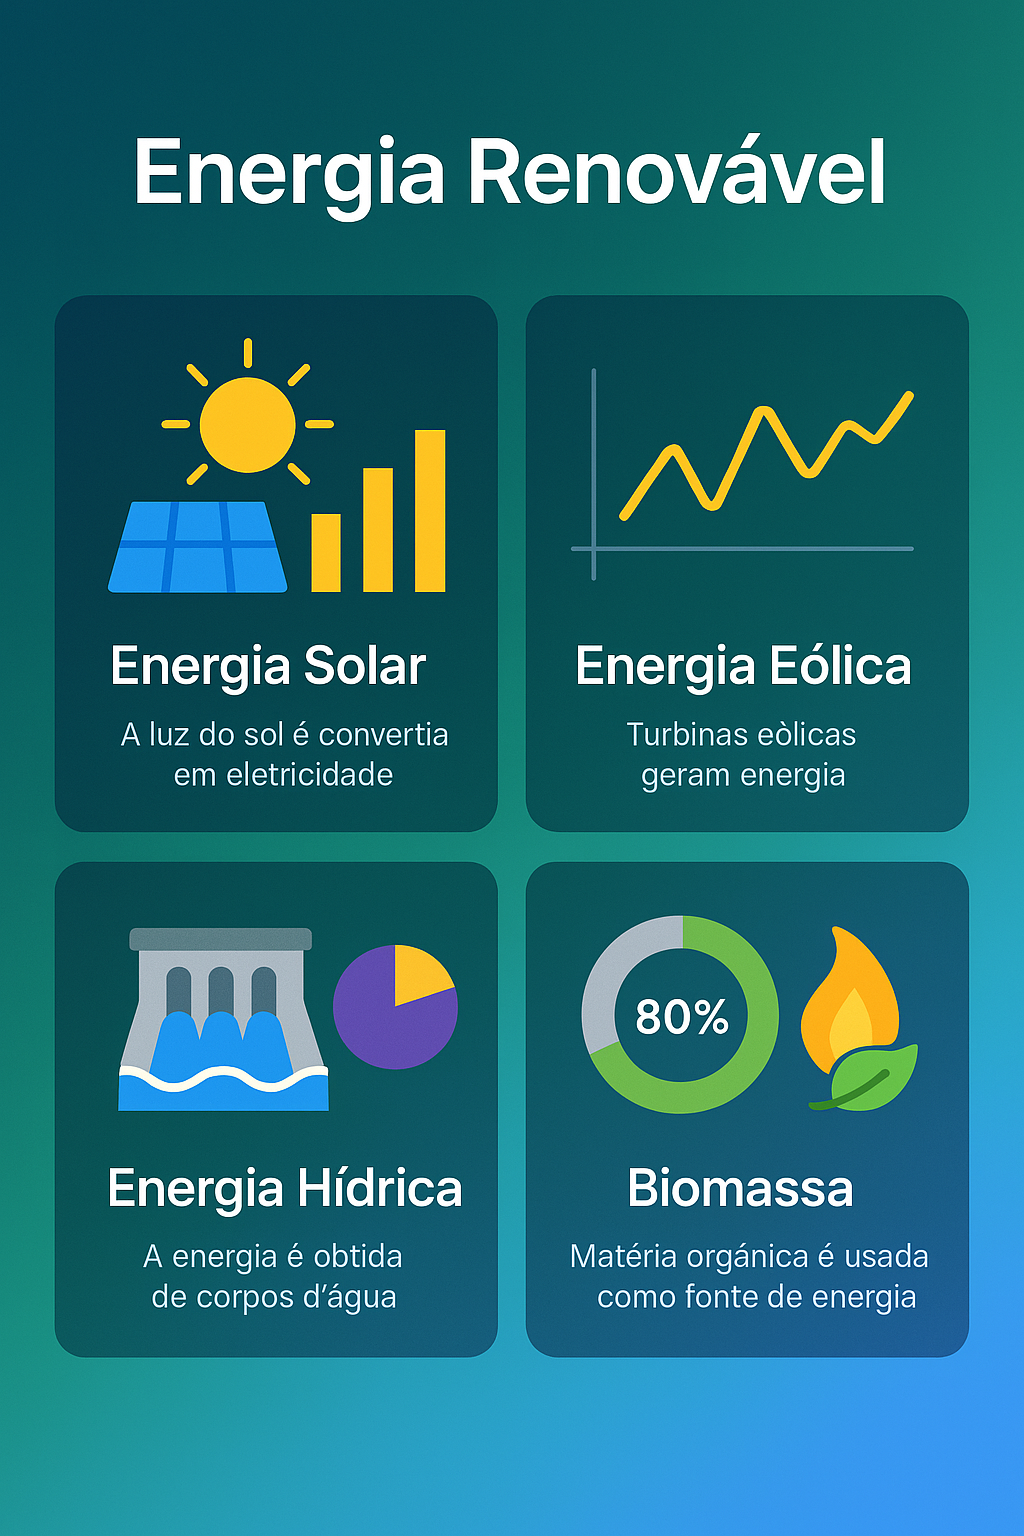 Energia Renovável
Energia Solar
A luz do sol é convertia
em eletricidade
Energia Eólica
Turbinas eòlicas
geram energia
Energia Hídrica
A energia é obtida
de corpos d’água
80%
Biomassa
Matéria orgánica é usada
como fonte de energia